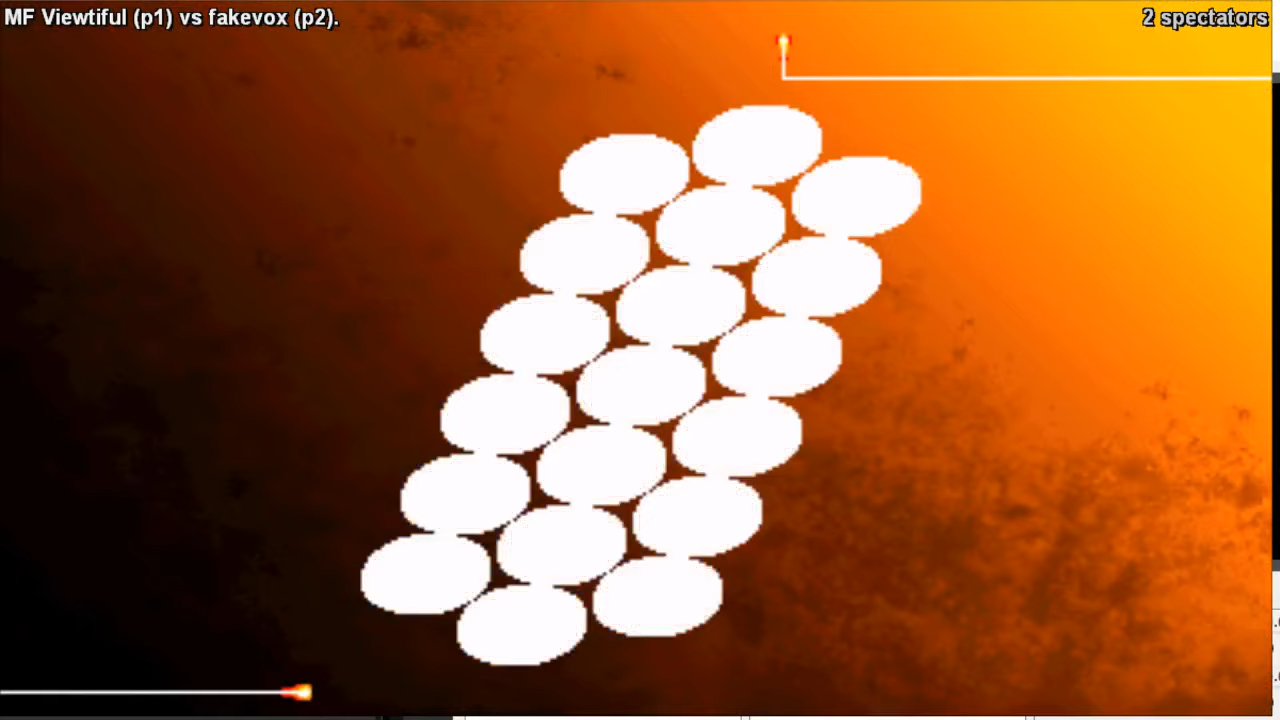 MF Viewtiful (p1) vs fakevox (p2).
2 spectators